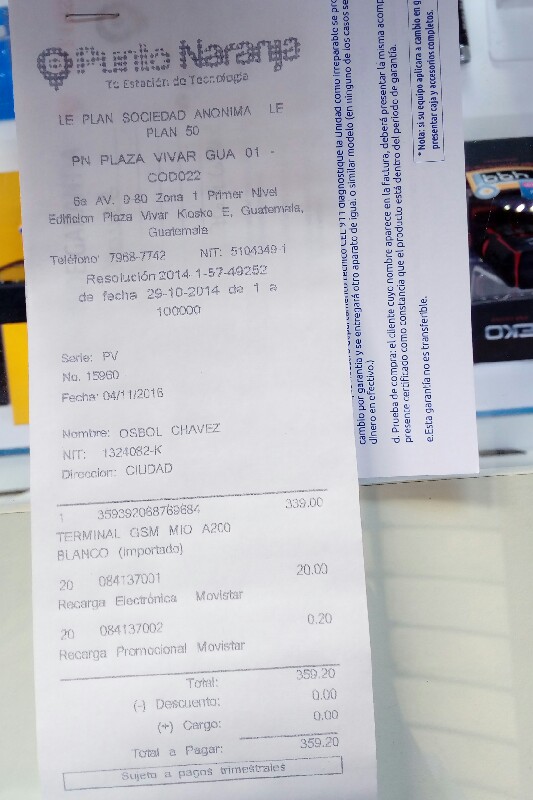 Punto Naranja
Tu Estación de Tecnología
LE PLAN SOCIEDAD ANONIMA LE
PLAN 50
PN PLAZA VIVAR GUA 01 -
COD022
6a AV. 9-80 Zona 1 Primer Nivel
Edificion Plaza Vivar Kiosko E, Guatemala,
Guatemala
Teléfono: 7968-7742 NIT: 5104349-1
Resolución 2014-1-57-49252
de fecha 29-10-2014 de 1 a
100000
Serie: PV
No. 15960
Fecha: 04/11/2016
Nombre: OSBOL CHAVEZ
NIT: 1324082-K
Direccion: CIUDAD
1 359392068769684 339.00
TERMINAL GSM MIO A200
BLANCO (Importado)
20 084137001 20.00
Recarga Electrónica Movistar
20 084137002 0.20
Recarga Promocional Movistar
Total: 359.20
(-) Descuento: 0.00
(+) Cargo: 0.00
Total a Pagar: 359.20
Sujeto a pagos trimestrales
CEL 911 diagnostique la Unidad como irreparable se pro
cambio por garantía y se entregará otro aparato de igual, o similar modelo (en ninguno de los casos se
dinero en efectivo.)
d. Prueba de compra: el cliente cuyo nombre aparece en la factura, deberá presentar la misma acomp
presente certificado como constancia que el producto está dentro del período de garantía.
e.Esta garantía no es transferible.
* Nota: si su equipo aplicara a cambio en g
presentar caja y accesorios completos.